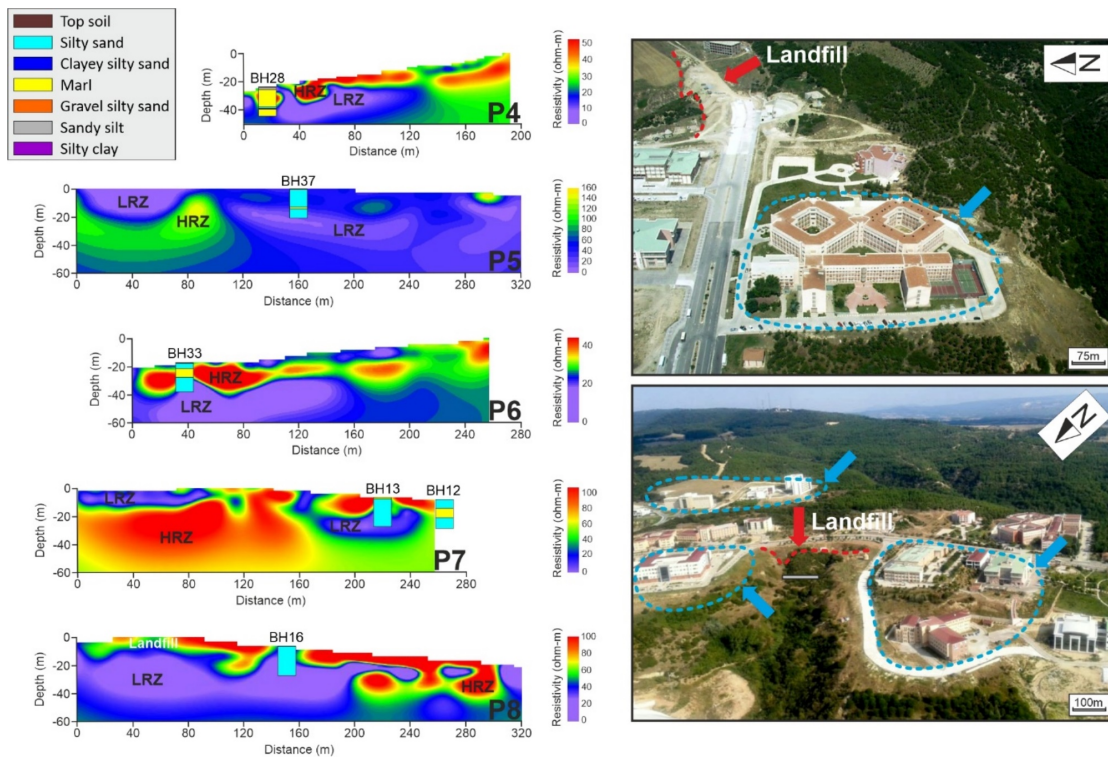 Top soil
Silty sand
Clayey silty sand
Marl
Gravel silty sand
Sandy silt
Silty clay
BH28
HRZ
LRZ
P4
0
-20
-40
Depth (m)
0 40 80 120 160 200
Distance (m)
50
40
30
20
10
0
Resistivity (ohm-m)
BH37
LRZ
HRZ
LRZ
P5
0
-20
-40
-60
Depth (m)
0 40 80 120 160 200 240 280 320
Distance (m)
160
140
120
100
80
60
40
20
0
Resistivity (ohm-m)
BH33
HRZ
LRZ
P6
0
-20
-40
-60
Depth (m)
0 40 80 120 160 200 240 280
Distance (m)
40
20
0
Resistivity (ohm-m)
BH13
BH12
LRZ
HRZ
LRZ
P7
0
-20
-40
-60
Depth (m)
0 40 80 120 160 200 240 280
Distance (m)
100
80
60
40
20
0
Resistivity (ohm-m)
BH16
Landfill
LRZ
HRZ
P8
0
-20
-40
-60
Depth (m)
0 40 80 120 160 200 240 280 320
Distance (m)
100
80
60
40
20
0
Resistivity (ohm-m)
Landfill
N
75m
N
Landfill
100m